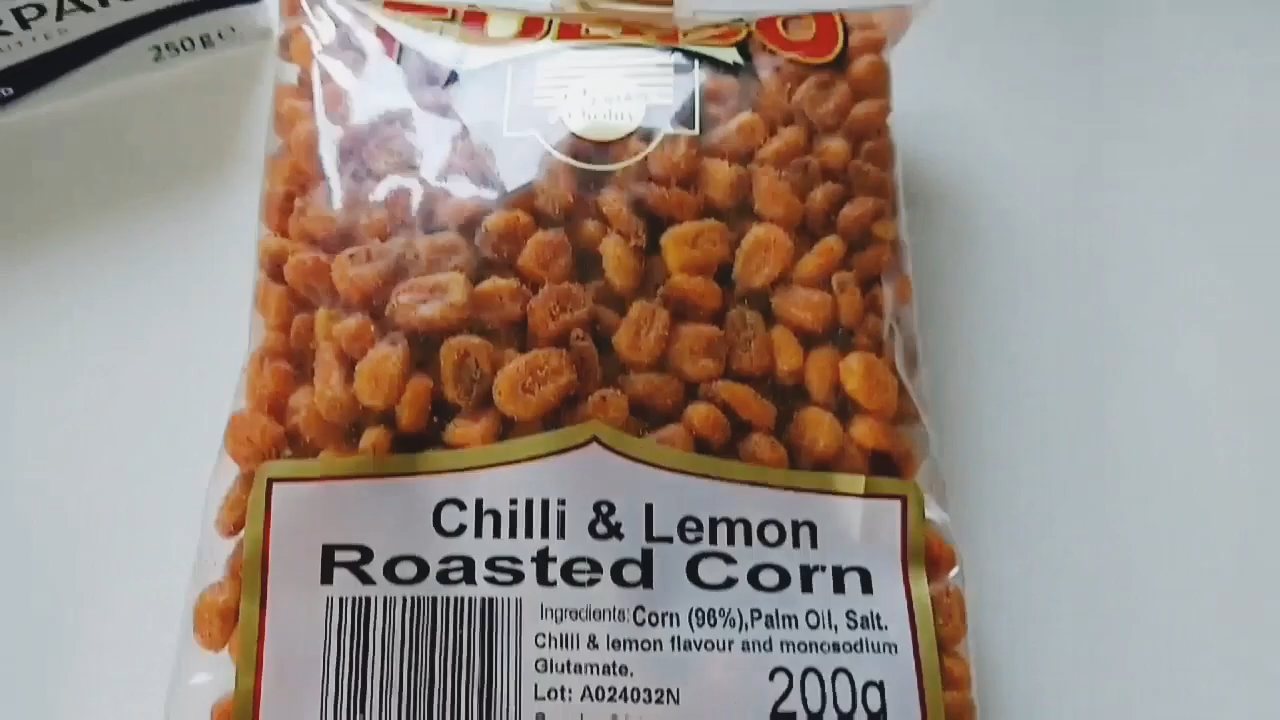 250g e
Quality
Chilli & Lemon
Roasted Corn
Ingredients: Corn (96%), Palm Oil, Salt.
Chilli & lemon flavour and monosodium
Glutamate.
Lot: A024032N
200g